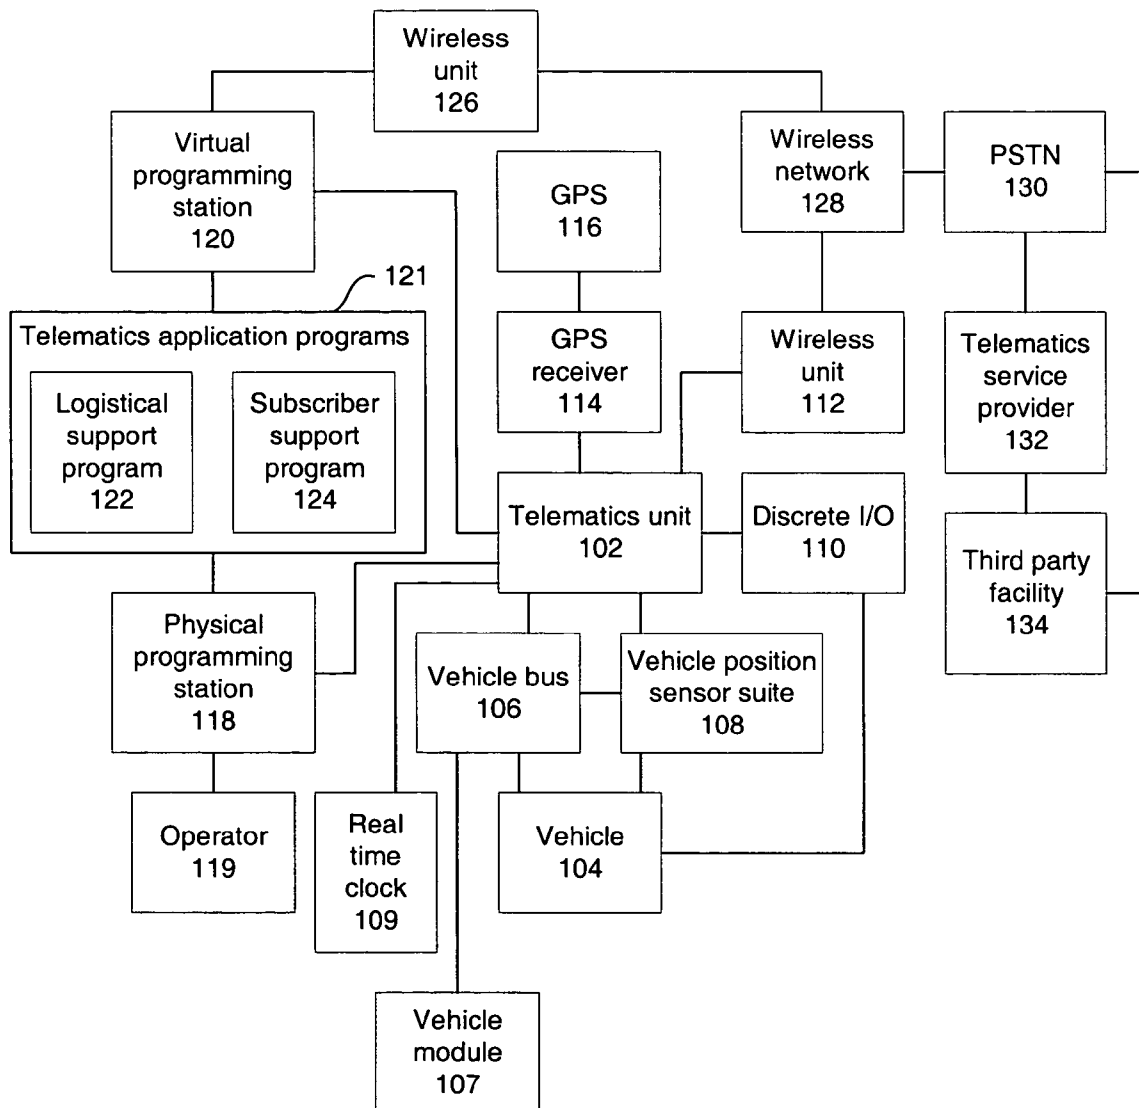 Wireless
unit
126
Virtual
programming
station
120
GPS
116
Wireless
network
128
PSTN
130
121
Telematics application programs
Logistical
support
program
122
Subscriber
support
program
124
GPS
receiver
114
Wireless
unit
112
Telematics
service
provider
132
Telematics unit
102
Discrete I/O
110
Third party
facility
134
Physical
programming
station
118
Vehicle bus
106
Vehicle position
sensor suite
108
Operator
119
Real
time
clock
109
Vehicle
104
Vehicle
module
107